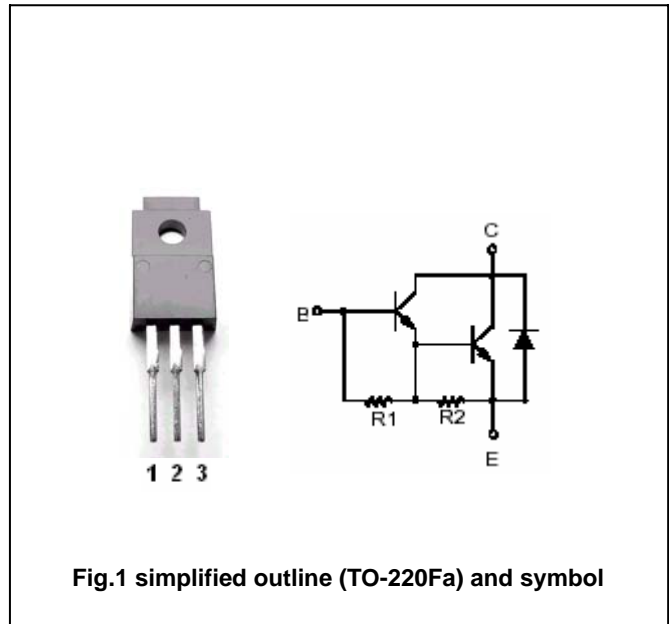 C
B
R1
R2
E
1 2 3
Fig.1 simplified outline (TO-220Fa) and symbol